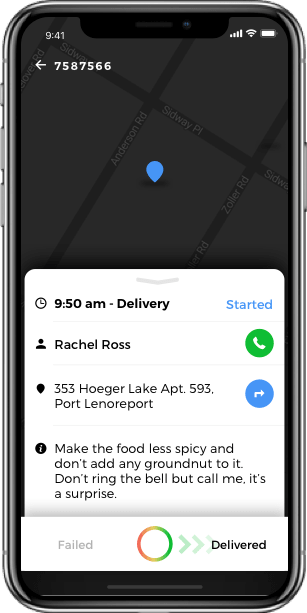 9:41
7587566
Sidway Pl
Anderson Rd
Sidway Pl
Zoller Rd
Rd
9:50 am - Delivery Started
Rachel Ross
353 Hoeger Lake Apt. 593,
Port Lenoreport
Make the food less spicy and
don't add any groundnut to it.
Don't ring the bell but call me, it's
a surprise.
Failed Delivered